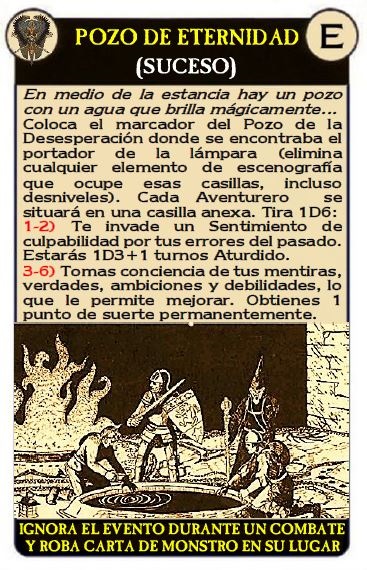 POZO DE ETERNIDAD
E
(SUCESO)
En medio de la estancia hay un pozo
con un agua que brilla mágicamente...
Coloca el marcador del Pozo de la
Desesperación donde se encontraba el
portador de la lámpara (elimina
cualquier elemento de escenografía
que ocupe esas casillas, incluso
desniveles). Cada Aventurero se
situará en una casilla anexa. Tira 1D6:
1-2) Te invade un Sentimiento de
culpabilidad por tus errores del pasado.
Estarás 1D3+1 turnos Aturdido.
3-6) Tomas conciencia de tus mentiras,
verdades, ambiciones y debilidades, lo
que le permite mejorar. Obtienes 1
punto de suerte permanentemente.
IGNORA EL EVENTO DURANTE UN COMBATE
Y ROBA CARTA DE MONSTRO EN SU LUGAR